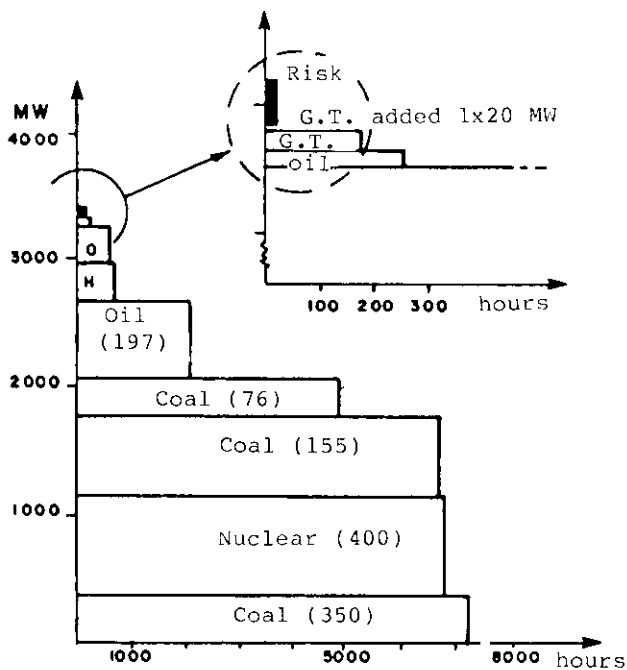 Risk
G.T. added 1x20 MW
G.T.
oil
100 200 300 hours
MW
4000
3000
2000
1000
O
H
Oil
(197)
Coal (76)
Coal (155)
Nuclear (400)
Coal (350)
1000 5000 8000 hours